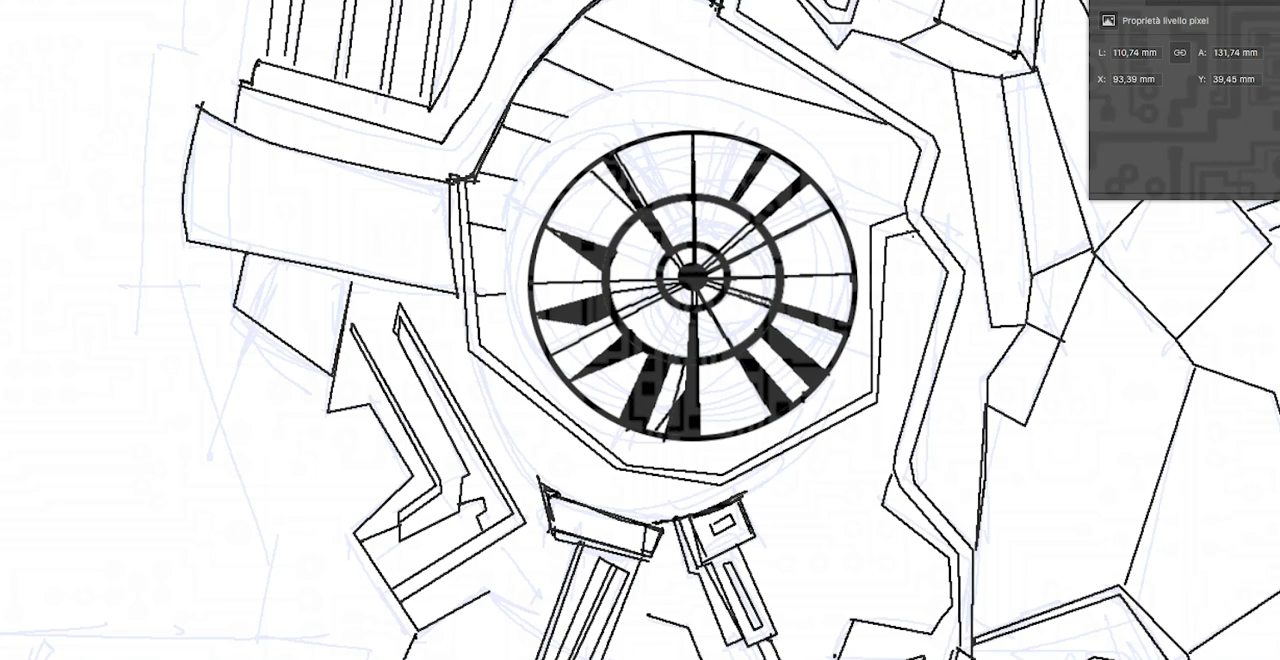 Proprietà livello pixel
L: 110,74 mm A: 131,74 mm
X: 93,39 mm Y: 39,45 mm